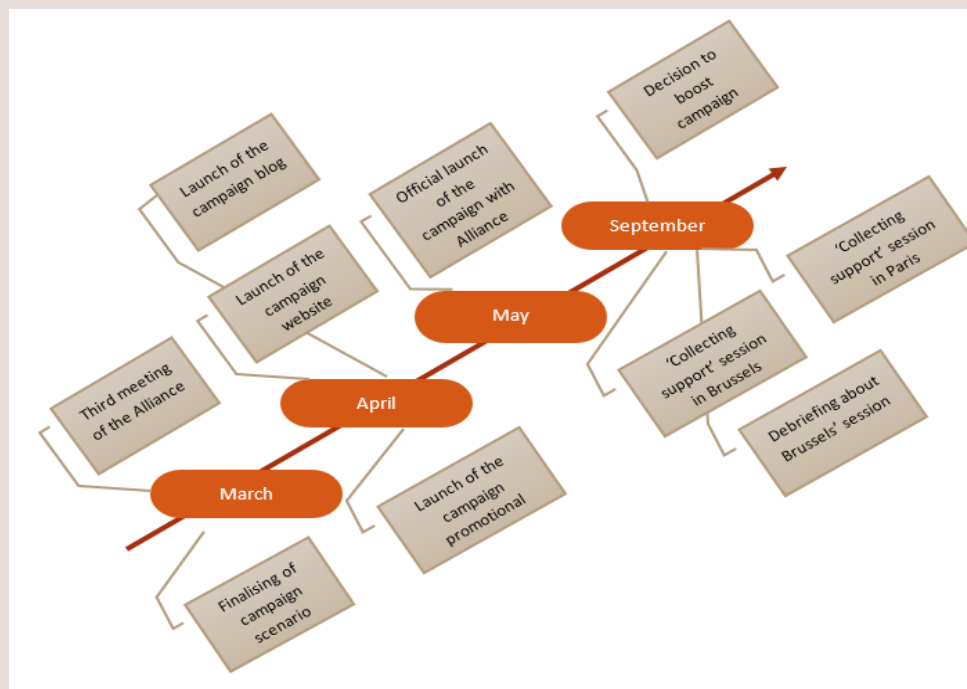 Decision to
boost
campaign
Launch of the
campaign blog
Official launch
of the
campaign with
Alliance
September
‘Collecting
support’ session
in Paris
Launch of the
campaign
website
May
‘Collecting
support’ session
in Brussels
Third meeting
of the Alliance
April
Debriefing about
Brussels’ session
March
Launch of the
campaign
promotional
Finalising of
campaign
scenario